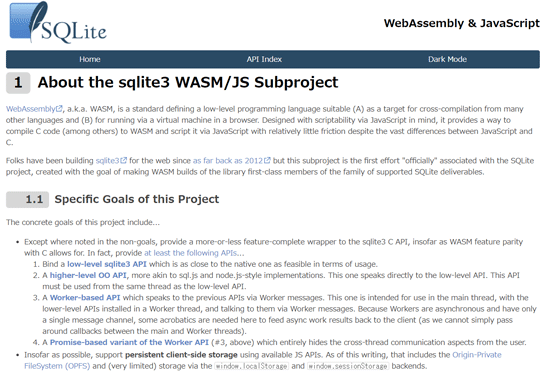 SQLite
WebAssembly & JavaScript
Home API Index Dark Mode
1 About the sqlite3 WASM/JS Subproject
WebAssembly, a.k.a. WASM, is a standard defining a low-level programming language suitable (A) as a target for cross-compilation from many
other languages and (B) for running via a virtual machine in a browser. Designed with scriptability via JavaScript in mind, it provides a way to
compile C code (among others) to WASM and script it via JavaScript with relatively little friction despite the vast differences between JavaScript and
C.
Folks have been building sqlite3 for the web since as far back as 2012 but this subproject is the first effort "officially" associated with the SQLite
project, created with the goal of making WASM builds of the library first-class members of the family of supported SQLite deliverables.
1.1 Specific Goals of this Project
The concrete goals of this project include...
• Except where noted in the non-goals, provide a more-or-less feature-complete wrapper to the sqlite3 C API, insofar as WASM feature parity
with C allows for. In fact, provide at least the following APIs...
1. Bind a low-level sqlite3 API which is as close to the native one as feasible in terms of usage.
2. A higher-level OO API, more akin to sql.js and node.js-style implementations. This one speaks directly to the low-level API. This API
must be used from the same thread as the low-level API.
3. A Worker-based API which speaks to the previous APIs via Worker messages. This one is intended for use in the main thread, with the
lower-level APIs installed in a Worker thread, and talking to them via Worker messages. Because Workers are asynchronous and have only
a single message channel, some acrobatics are needed here to feed async work results back to the client (as we cannot simply pass
around callbacks between the main and Worker threads).
4. A Promise-based variant of the Worker API (#3, above) which entirely hides the cross-thread communication aspects from the user.
• Insofar as possible, support persistent client-side storage using available JS APIs. As of this writing, that includes the Origin-Private
FileSystem (OPFS) and (very limited) storage via the window.localStorage and window.sessionStorage backends.